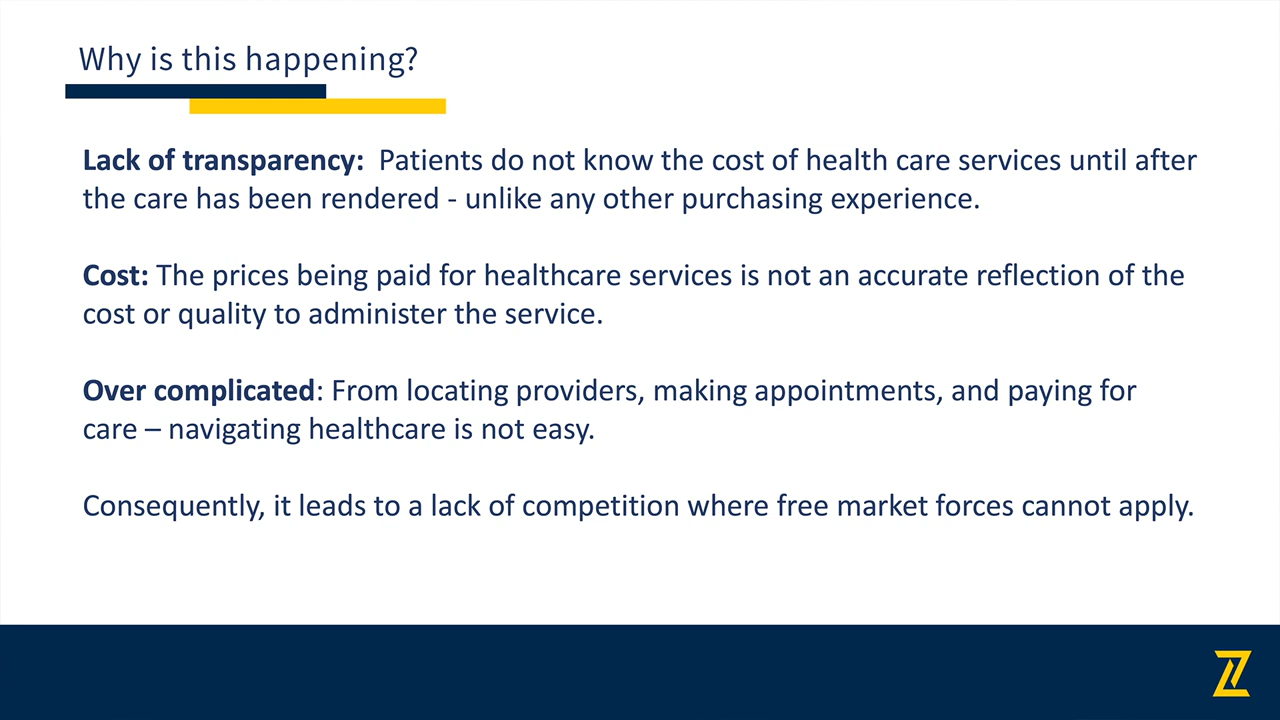 Why is this happening?
Lack of transparency:  Patients do not know the cost of health care services until after
the care has been rendered - unlike any other purchasing experience.
Cost: The prices being paid for healthcare services is not an accurate reflection of the
cost or quality to administer the service.
Over complicated: From locating providers, making appointments, and paying for
care – navigating healthcare is not easy.
Consequently, it leads to a lack of competition where free market forces cannot apply.
Z